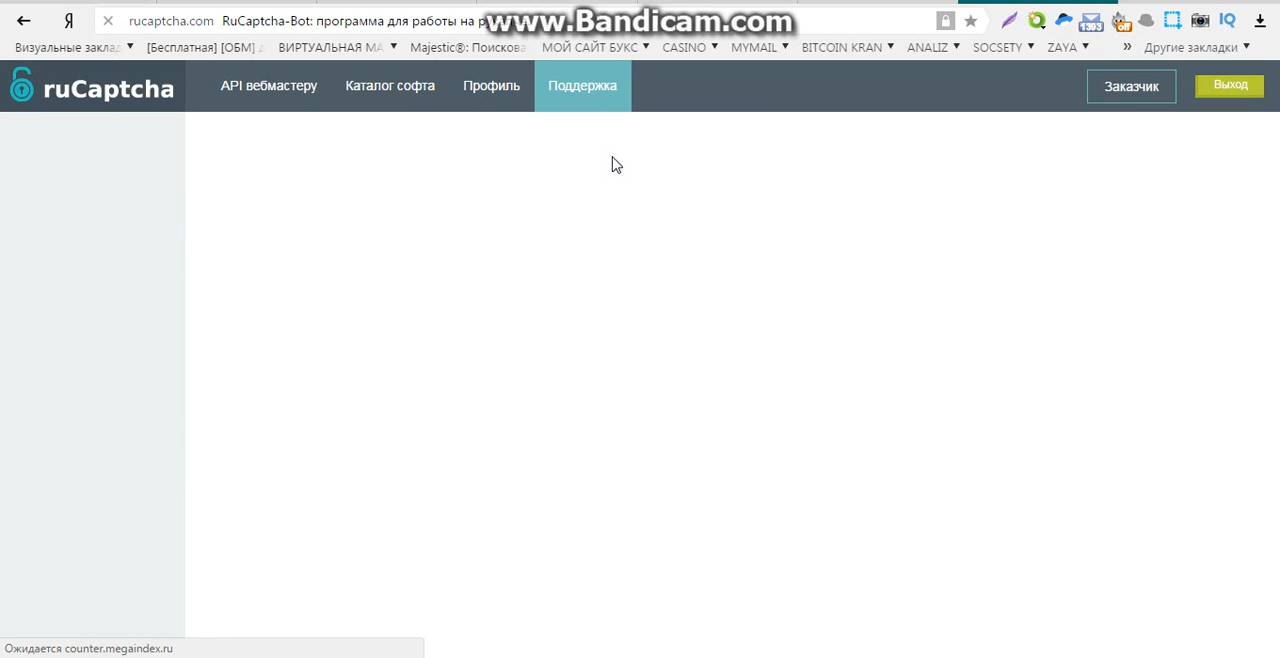 www.Bandicam.com
rucaptcha.com RuCaptcha-Bot: программа для работы на
Визуальные заклад [Бесплатная] [ОБМ] ВИРТУАЛЬНАЯ МА Majestic®: Поискова МОЙ САЙТ БУКС CASINO MYMAIL BITCOIN KRAN ANALIZ SOCSETY ZAYA » Другие закладки
ruCaptcha API вебмастеру Каталог софта Профиль Поддержка Заказчик Выход
Ожидается counter.megaindex.ru